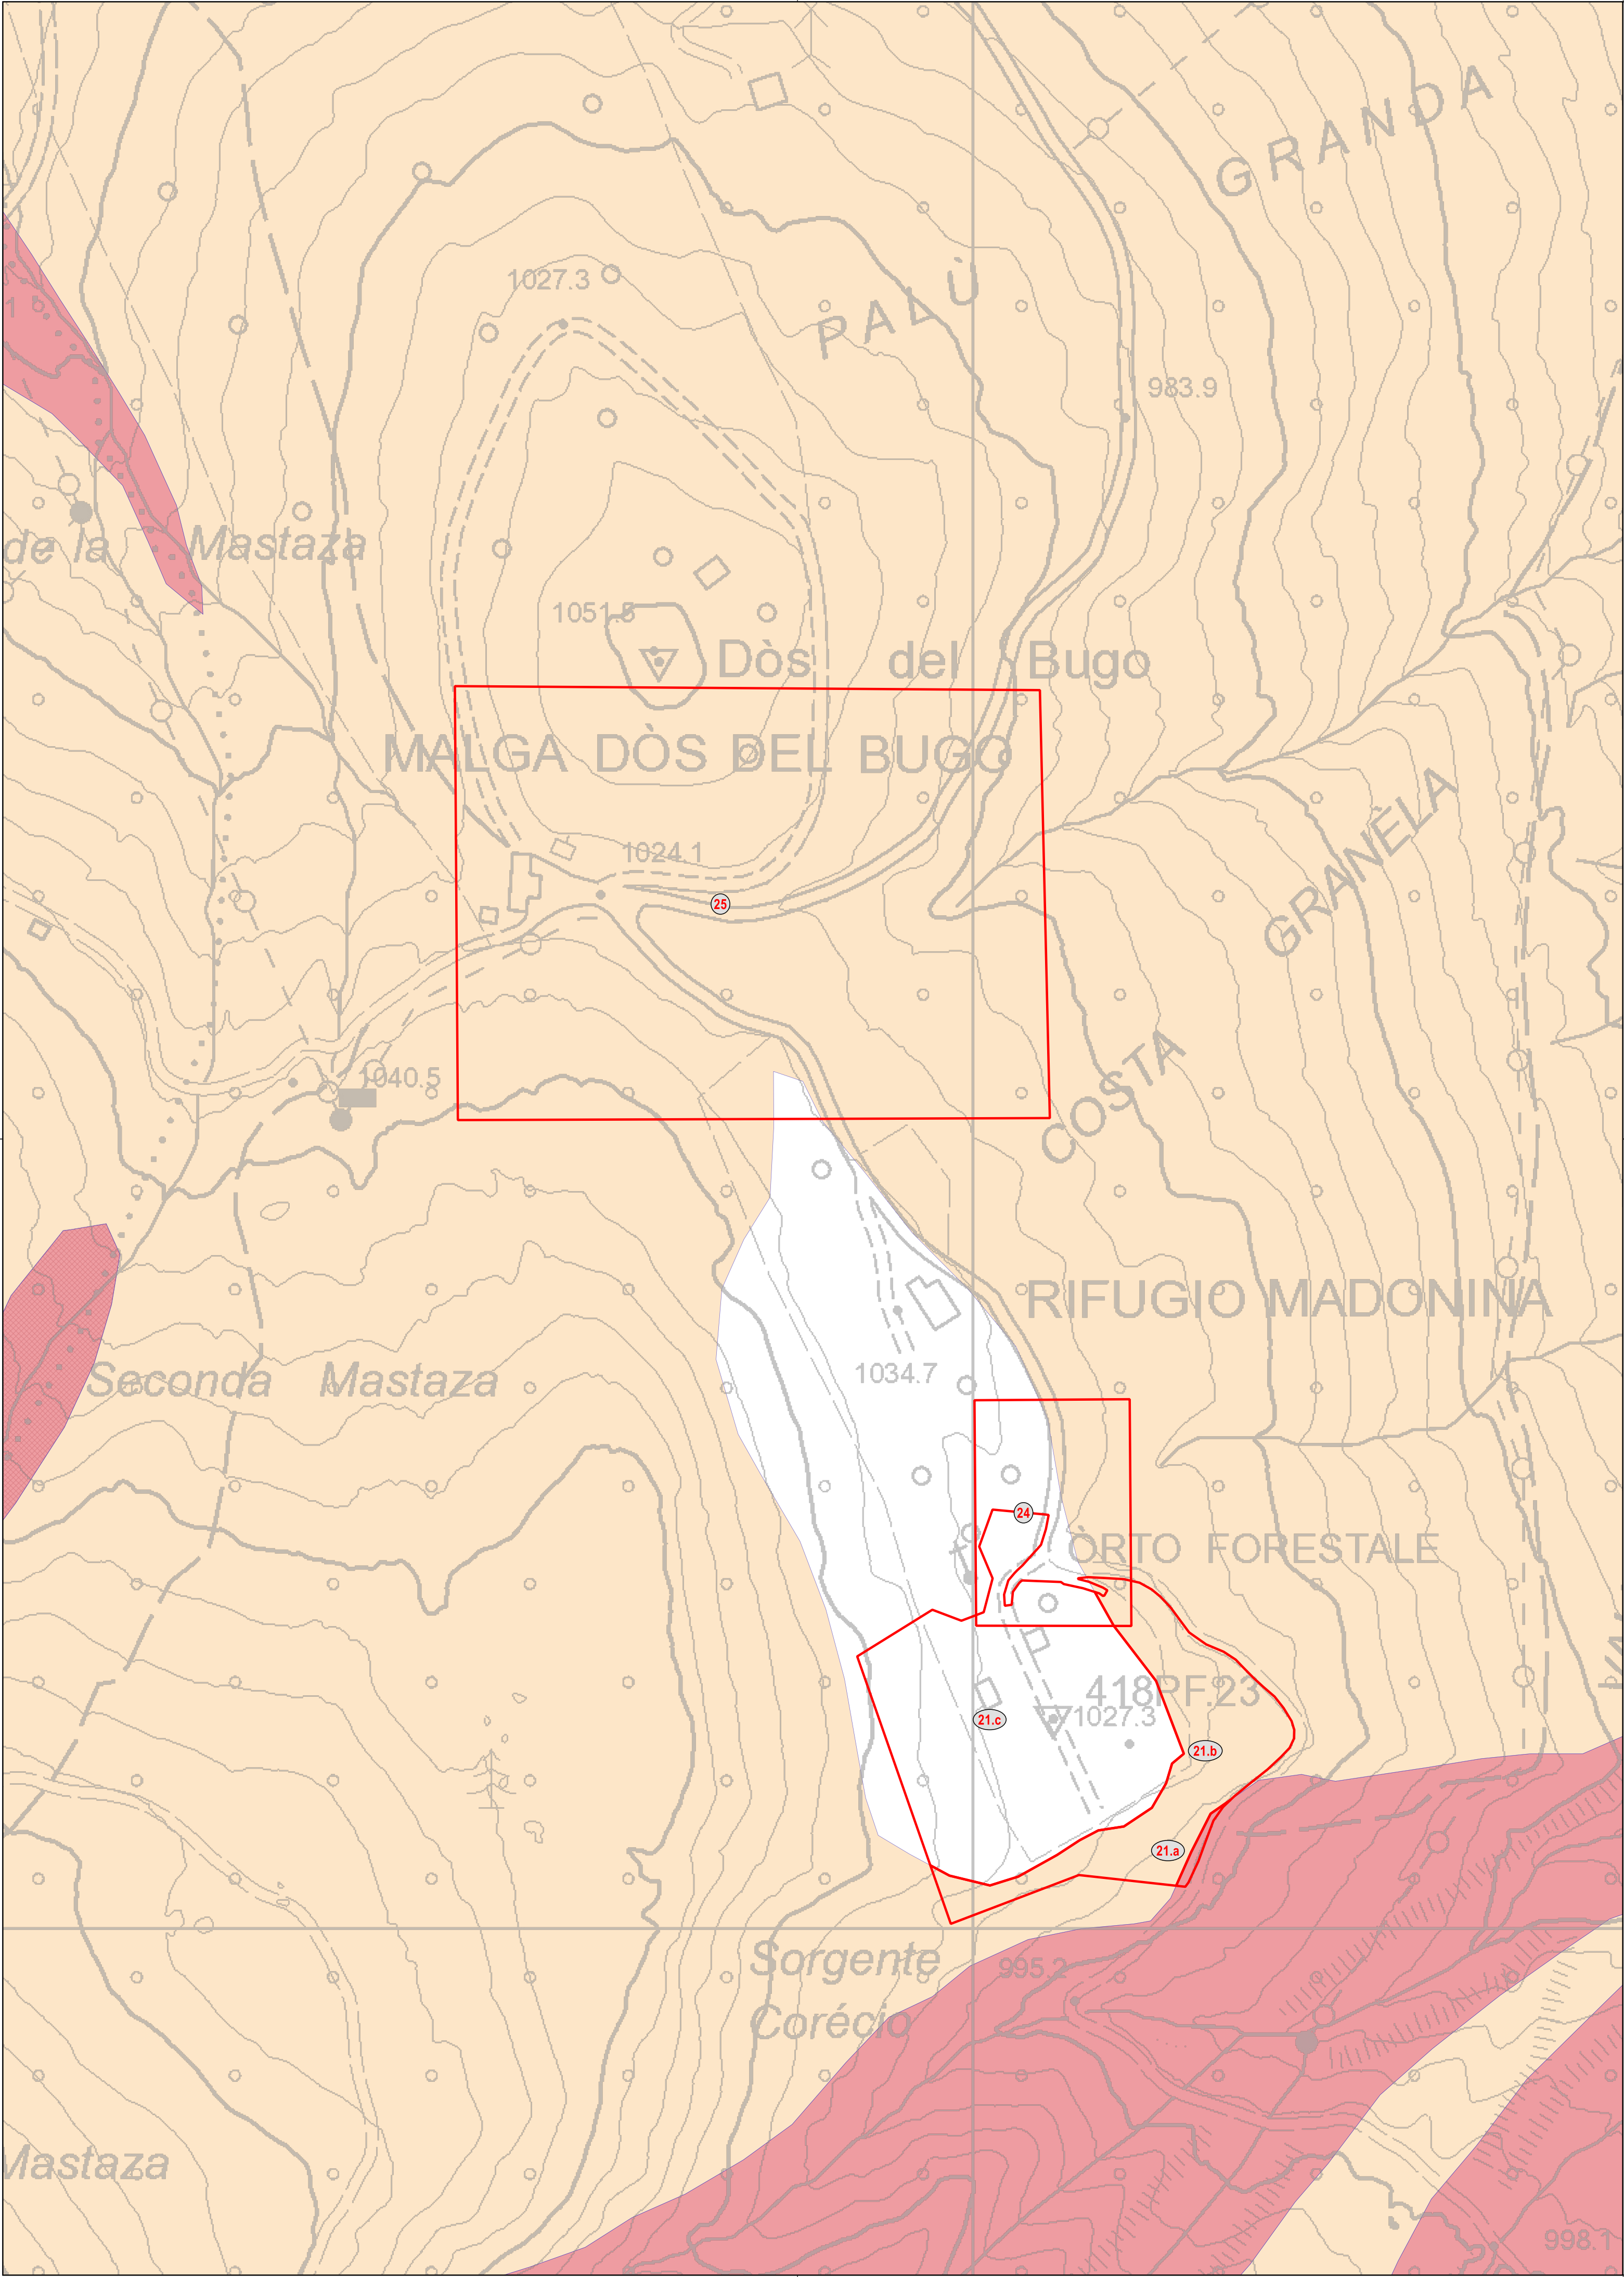 GRANDA
PALÙ
1027.3
1
983.9
de la Mastaza
1051.5
Dòs del Bugo
MALGA DÒS DEL BUGO
1024.1
25
GRANÈLA
COSTA
1040.5
RIFUGIO MADONINA
1034.7
Seconda Mastaza
24
ÒRTO FORESTALE
418PF.23
1027.3
21.c
21.b
21.a
Sorgente
Corécio
995.2
Mastaza
998.1